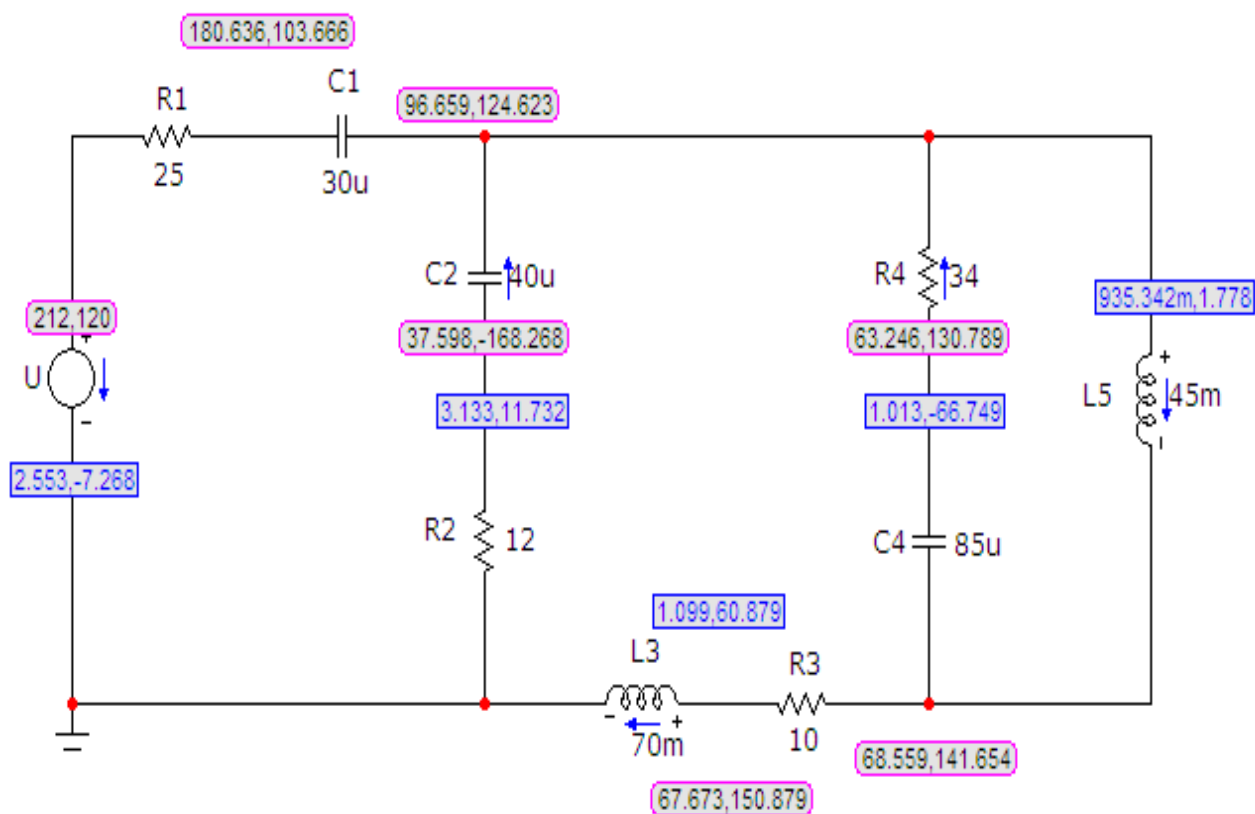 180.636,103.666
C1
R1
96.659,124.623
25
30u
C2
40u
R4
34
935.342m,1.778
212,120
+
37.598,-168.268
63.246,130.789
U
-
3.133,11.732
1.013,-66.749
+
L5
45m
-
2.553,-7.268
R2
12
C4
85u
1.099,60.879
L3
R3
- +
70m
10
68.559,141.654
67.673,150.879